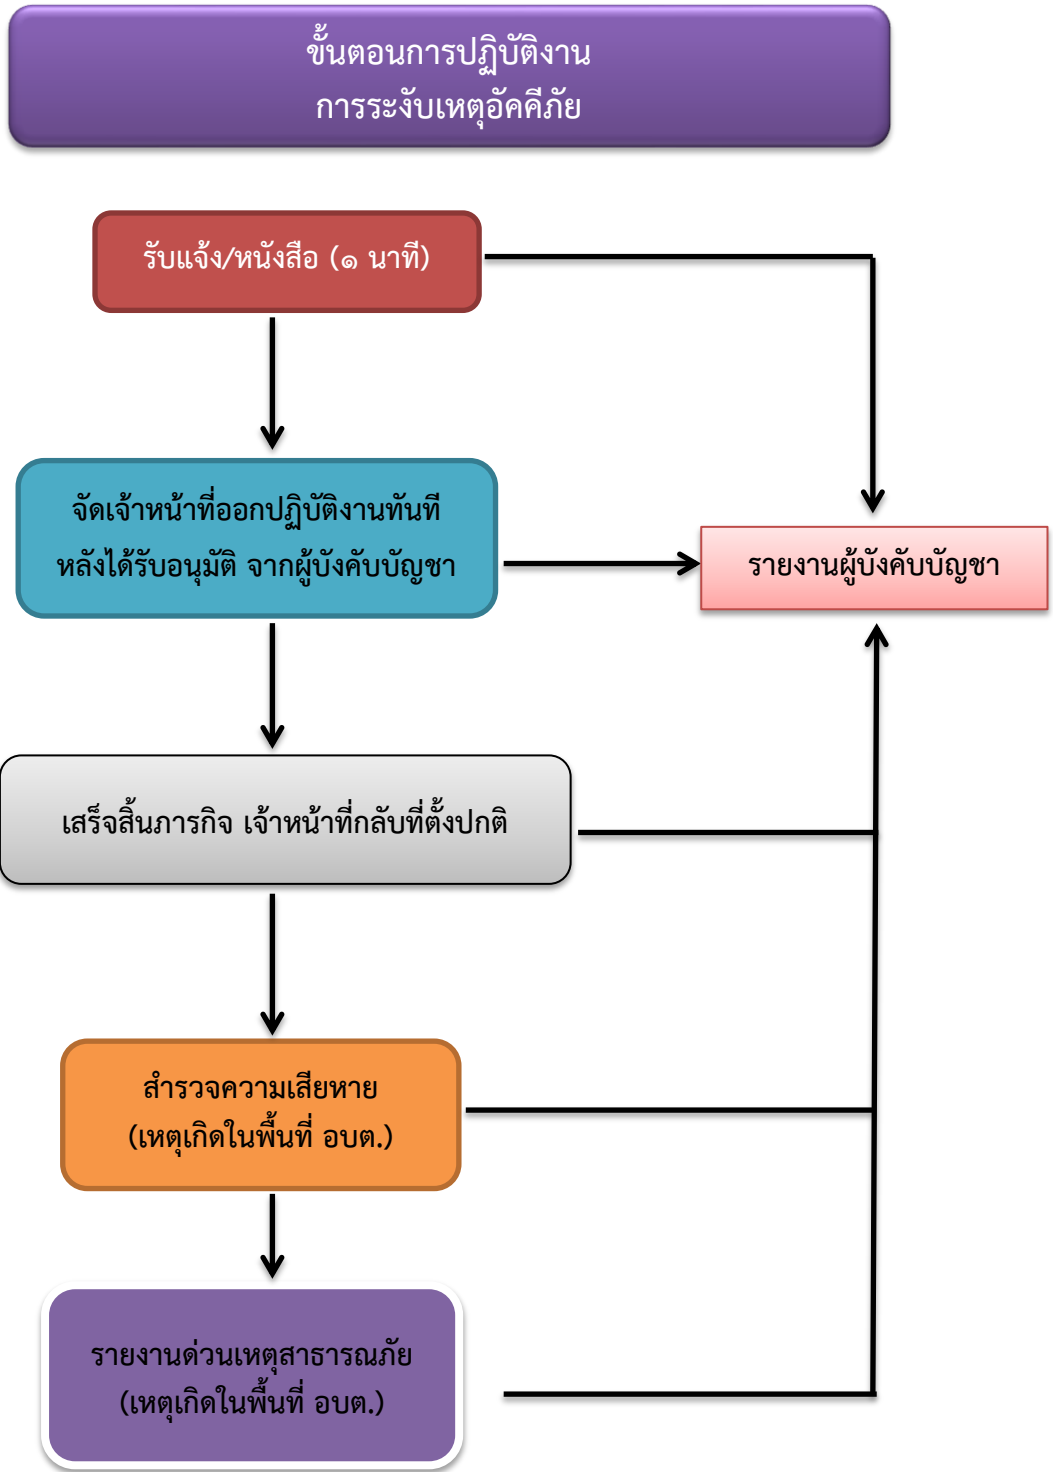 ขั้นตอนการปฏิบัติงาน
การระงับเหตุอัคคีภัย
รับแจ้ง/หนังสือ (๑ นาที)
จัดเจ้าหน้าที่ออกปฏิบัติงานทันที
หลังได้รับอนุมัติ จากผู้บังคับบัญชา
รายงานผู้บังคับบัญชา
เสร็จสิ้นภารกิจ เจ้าหน้าที่กลับที่ตั้งปกติ
สำรวจความเสียหาย
(เหตุเกิดในพื้นที่ อบต.)
รายงานด่วนเหตุสาธารณภัย
(เหตุเกิดในพื้นที่ อบต.)